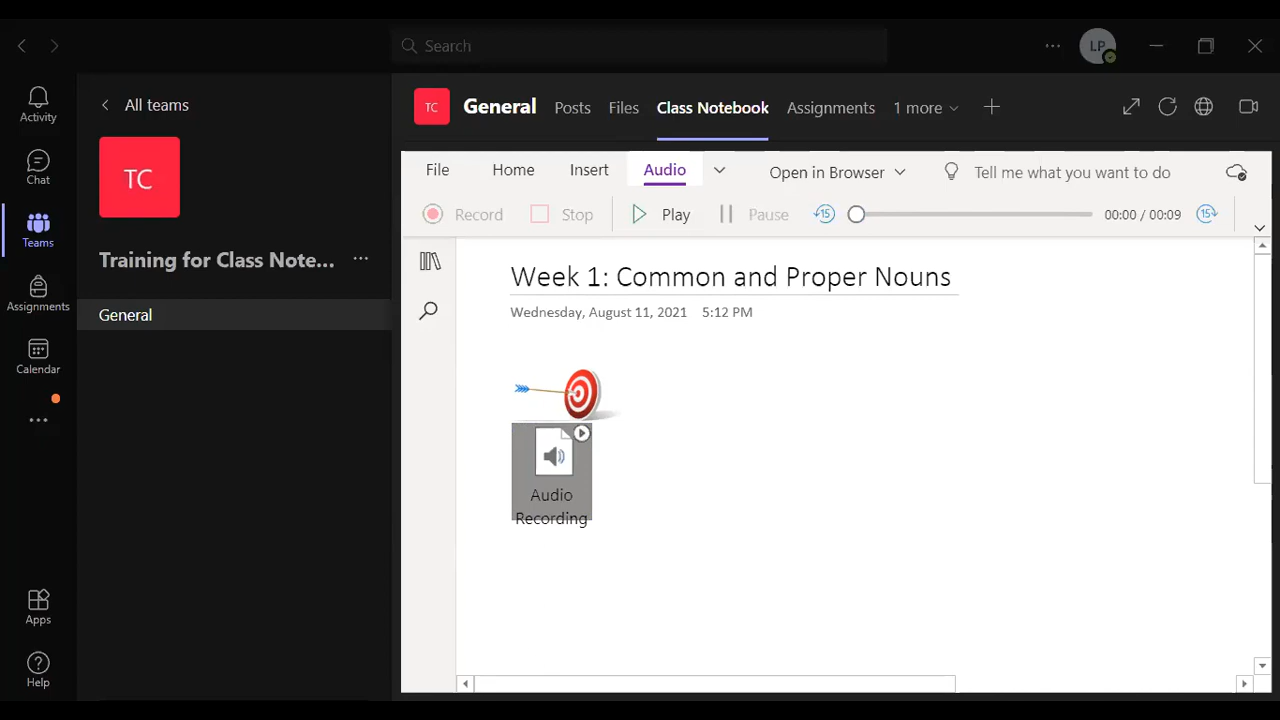 Search
LP
Activity
Chat
Teams
Assignments
Calendar
Apps
Help
All teams
TC
Training for Class Note...
General
TC
General
Posts
Files
Class Notebook
Assignments
1 more
File
Home
Insert
Audio
Open in Browser
Tell me what you want to do
Record
Stop
Play
Pause
15
00:00 / 00:09
15
Week 1: Common and Proper Nouns
Wednesday, August 11, 2021 5:12 PM
Audio
Recording